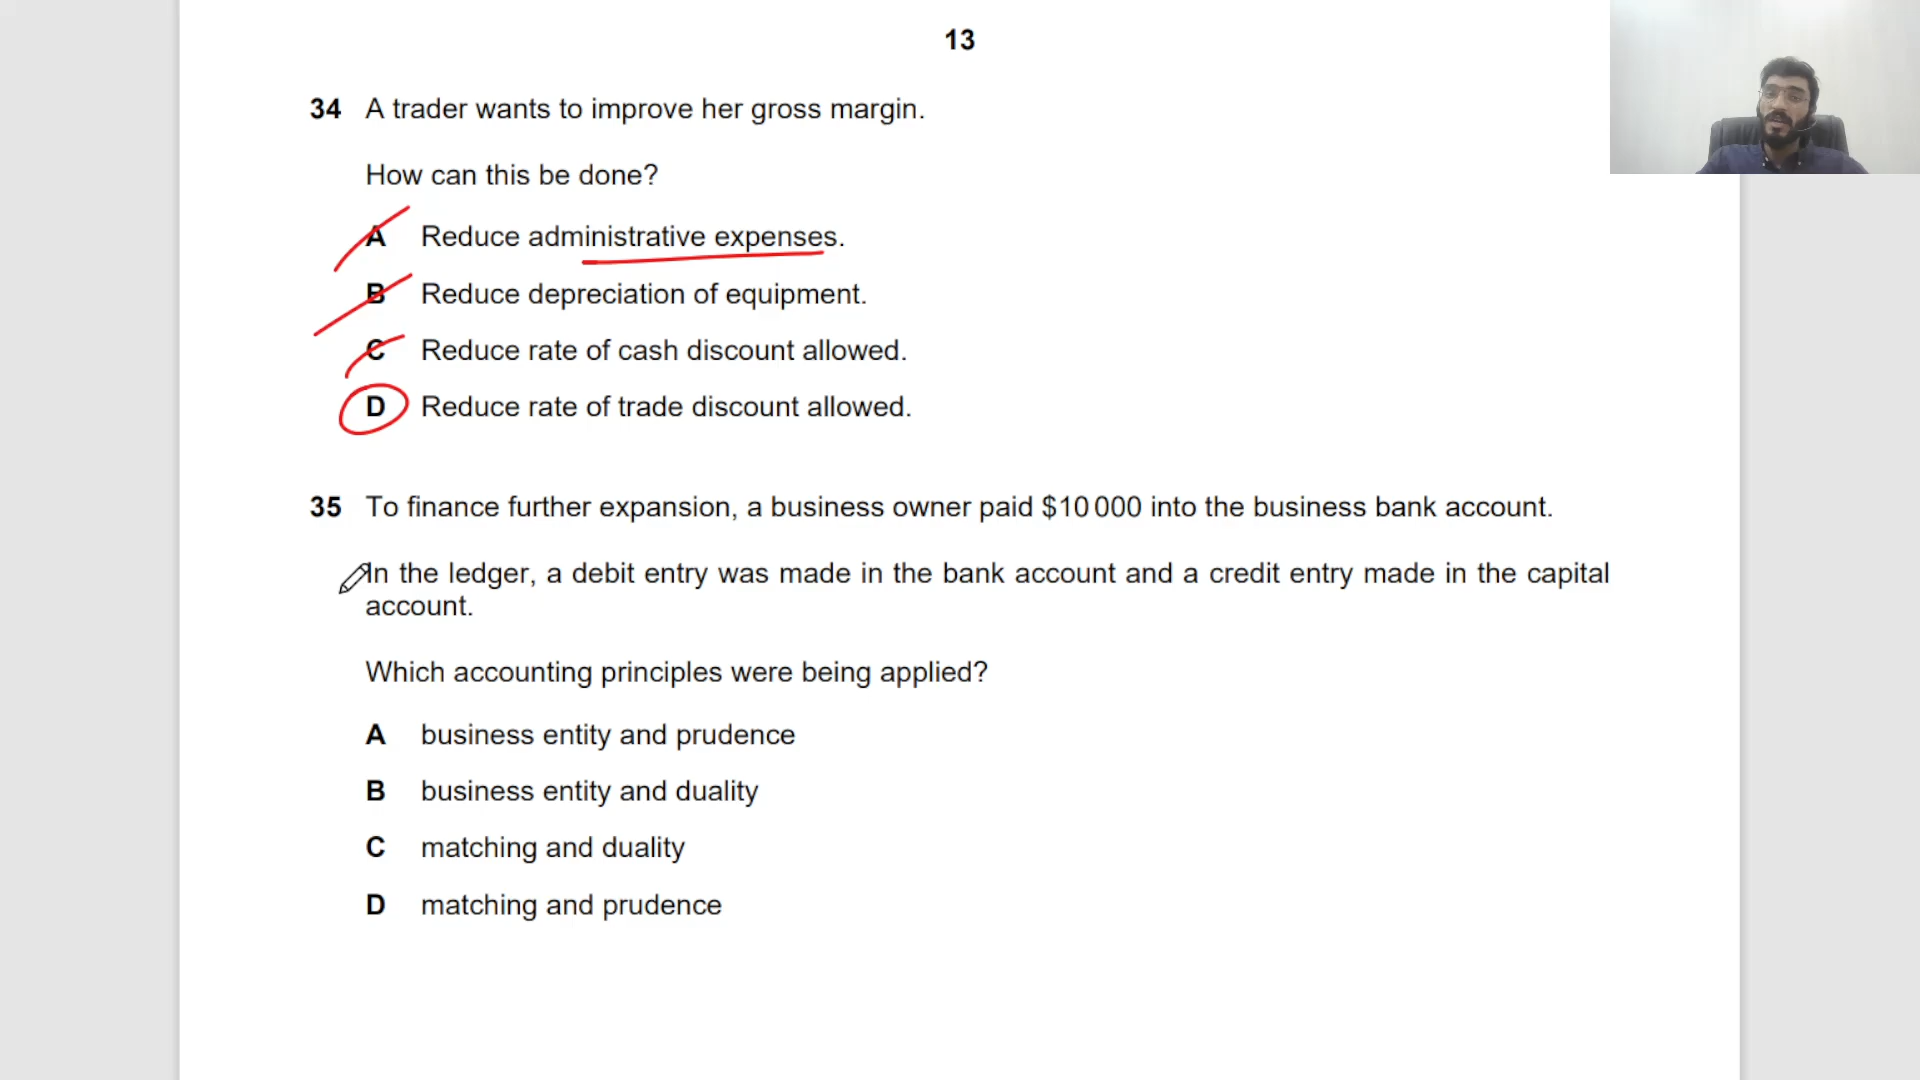 13
34 A trader wants to improve her gross margin.
How can this be done?
A Reduce administrative expenses.
B Reduce depreciation of equipment.
C Reduce rate of cash discount allowed.
D Reduce rate of trade discount allowed.
35 To finance further expansion, a business owner paid $10 000 into the business bank account.
In the ledger, a debit entry was made in the bank account and a credit entry made in the capital
account.
Which accounting principles were being applied?
A business entity and prudence
B business entity and duality
C matching and duality
D matching and prudence